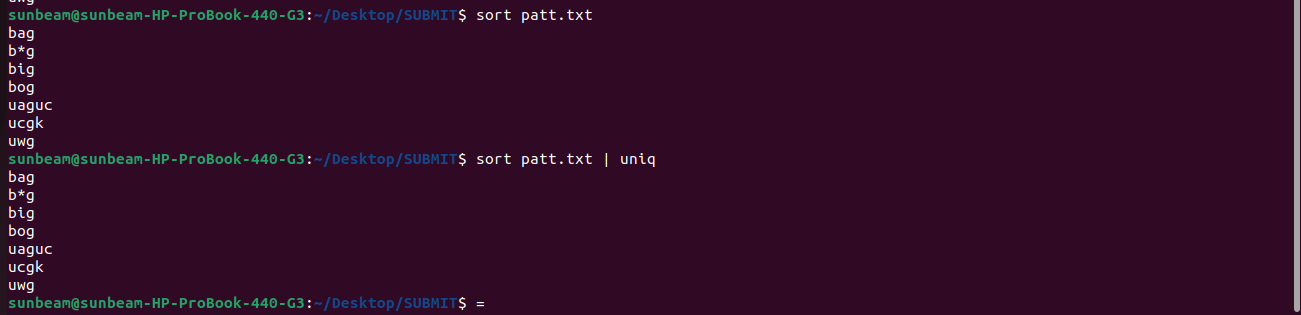 uwg
sunbeam@sunbeam-HP-ProBook-440-G3:~/Desktop/SUBMIT$ sort patt.txt
bag
b*g
big
bog
uaguc
ucgk
uwg
sunbeam@sunbeam-HP-ProBook-440-G3:~/Desktop/SUBMIT$ sort patt.txt | uniq
bag
b*g
big
bog
uaguc
ucgk
uwg
sunbeam@sunbeam-HP-ProBook-440-G3:~/Desktop/SUBMIT$ =